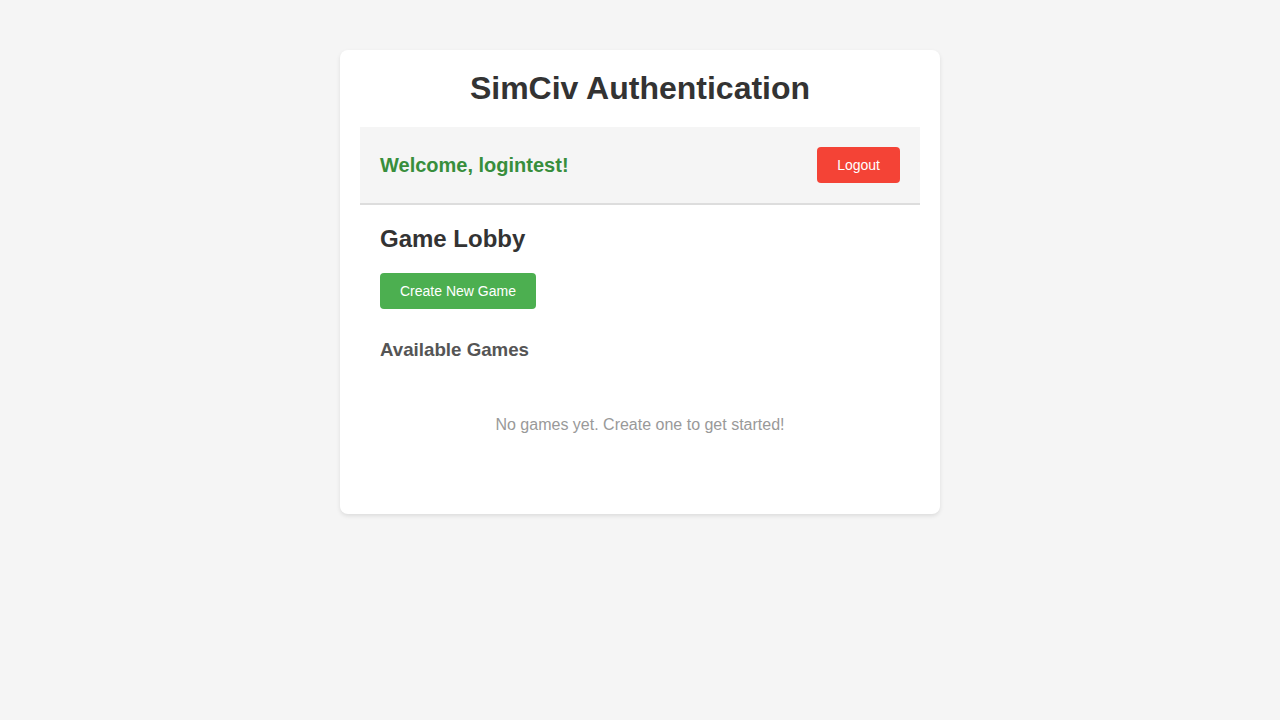 SimCiv Authentication
Welcome, logintest!
Logout
Game Lobby
Create New Game
Available Games
No games yet. Create one to get started!